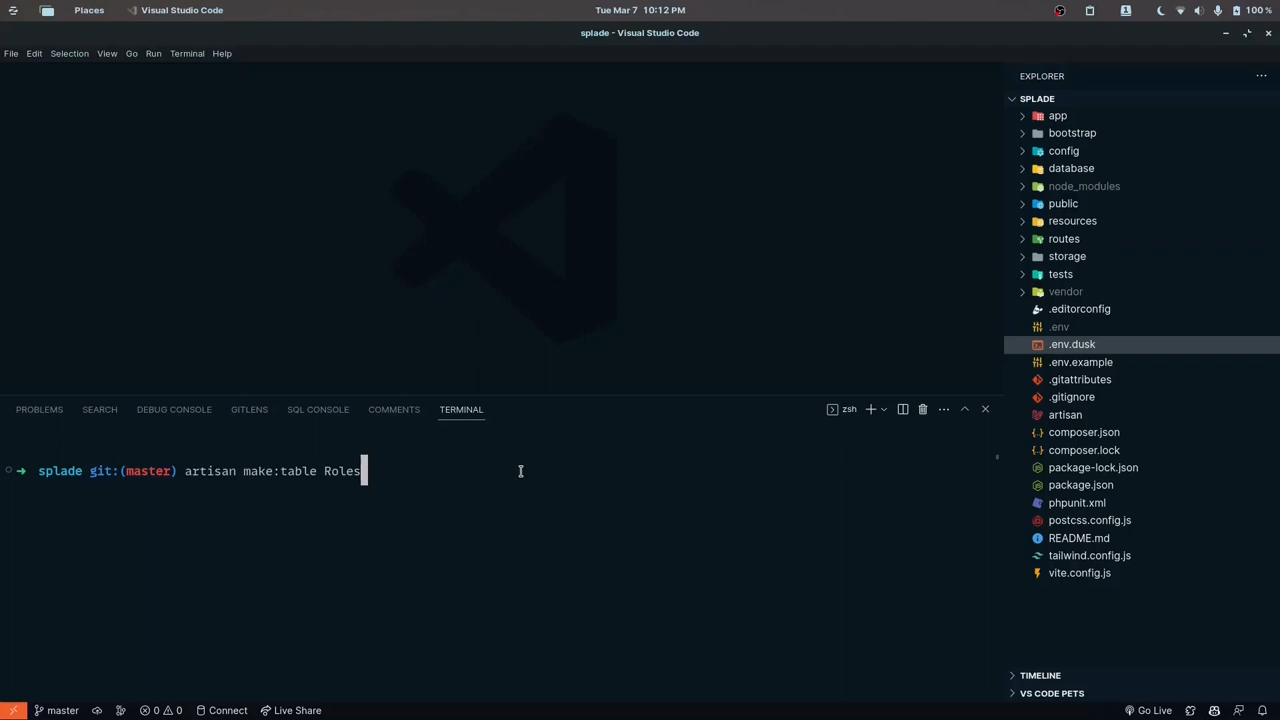 Places
Visual Studio Code
Tue Mar 7 10:12 PM
100 %
splade - Visual Studio Code
File Edit Selection View Go Run Terminal Help
EXPLORER
SPLADE
app
bootstrap
config
database
node_modules
public
resources
routes
storage
tests
vendor
.editorconfig
.env
.env.dusk
.env.example
.gitattributes
.gitignore
artisan
composer.json
composer.lock
package-lock.json
package.json
phpunit.xml
postcss.config.js
README.md
tailwind.config.js
vite.config.js
PROBLEMS SEARCH DEBUG CONSOLE GITLENS SQL CONSOLE COMMENTS TERMINAL
zsh
splade git:(master) artisan make:table Roles
TIMELINE
VS CODE PETS
master 0 0 Connect Live Share
Go Live